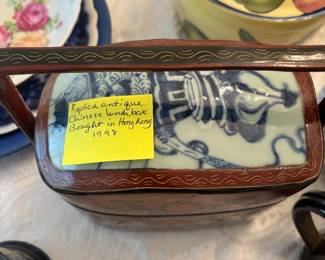 Replica antique
Chinese lunch box
Bought in Hong Kong
1998